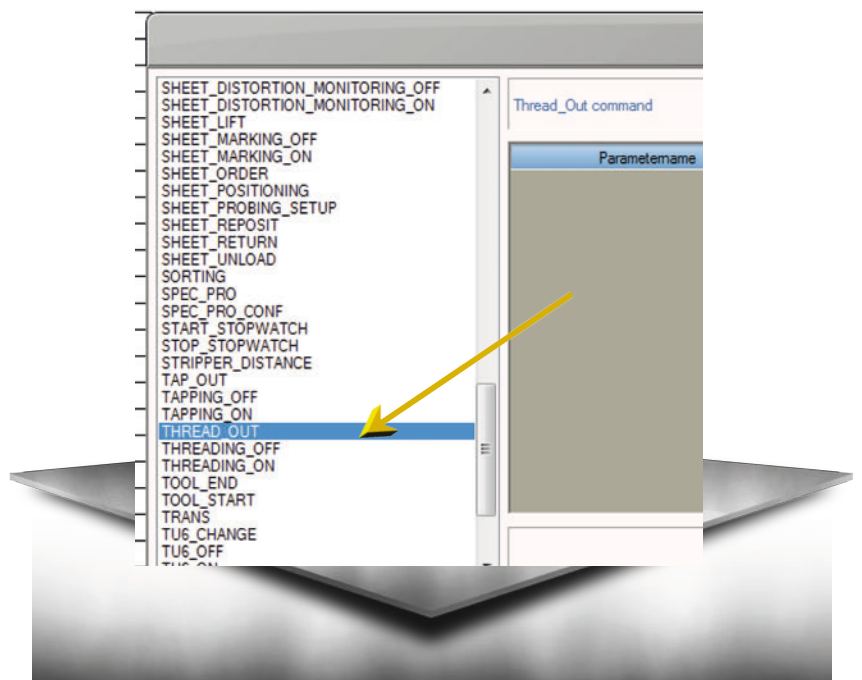 SHEET_DISTORTION_MONITORING_OFF
SHEET_DISTORTION_MONITORING_ON
SHEET_LIFT
SHEET_MARKING_OFF
SHEET_MARKING_ON
SHEET_ORDER
SHEET_POSITIONING
SHEET_PROBING_SETUP
SHEET_REPOSIT
SHEET_RETURN
SHEET_UNLOAD
SORTING
SPEC_PRO
SPEC_PRO_CONF
START_STOPWATCH
STOP_STOPWATCH
STRIPPER_DISTANCE
TAP_OUT
TAPPING_OFF
TAPPING_ON
THREAD_OUT
THREADING_OFF
THREADING_ON
TOOL_END
TOOL_START
TRANS
TU6_CHANGE
TU6_OFF
Thread_Out command
Parametername